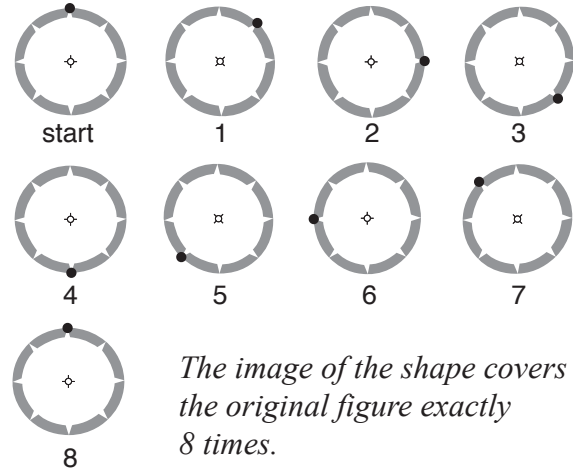 start
1
2
3
4
5
6
7
8
The image of the shape covers
the original figure exactly
8 times.